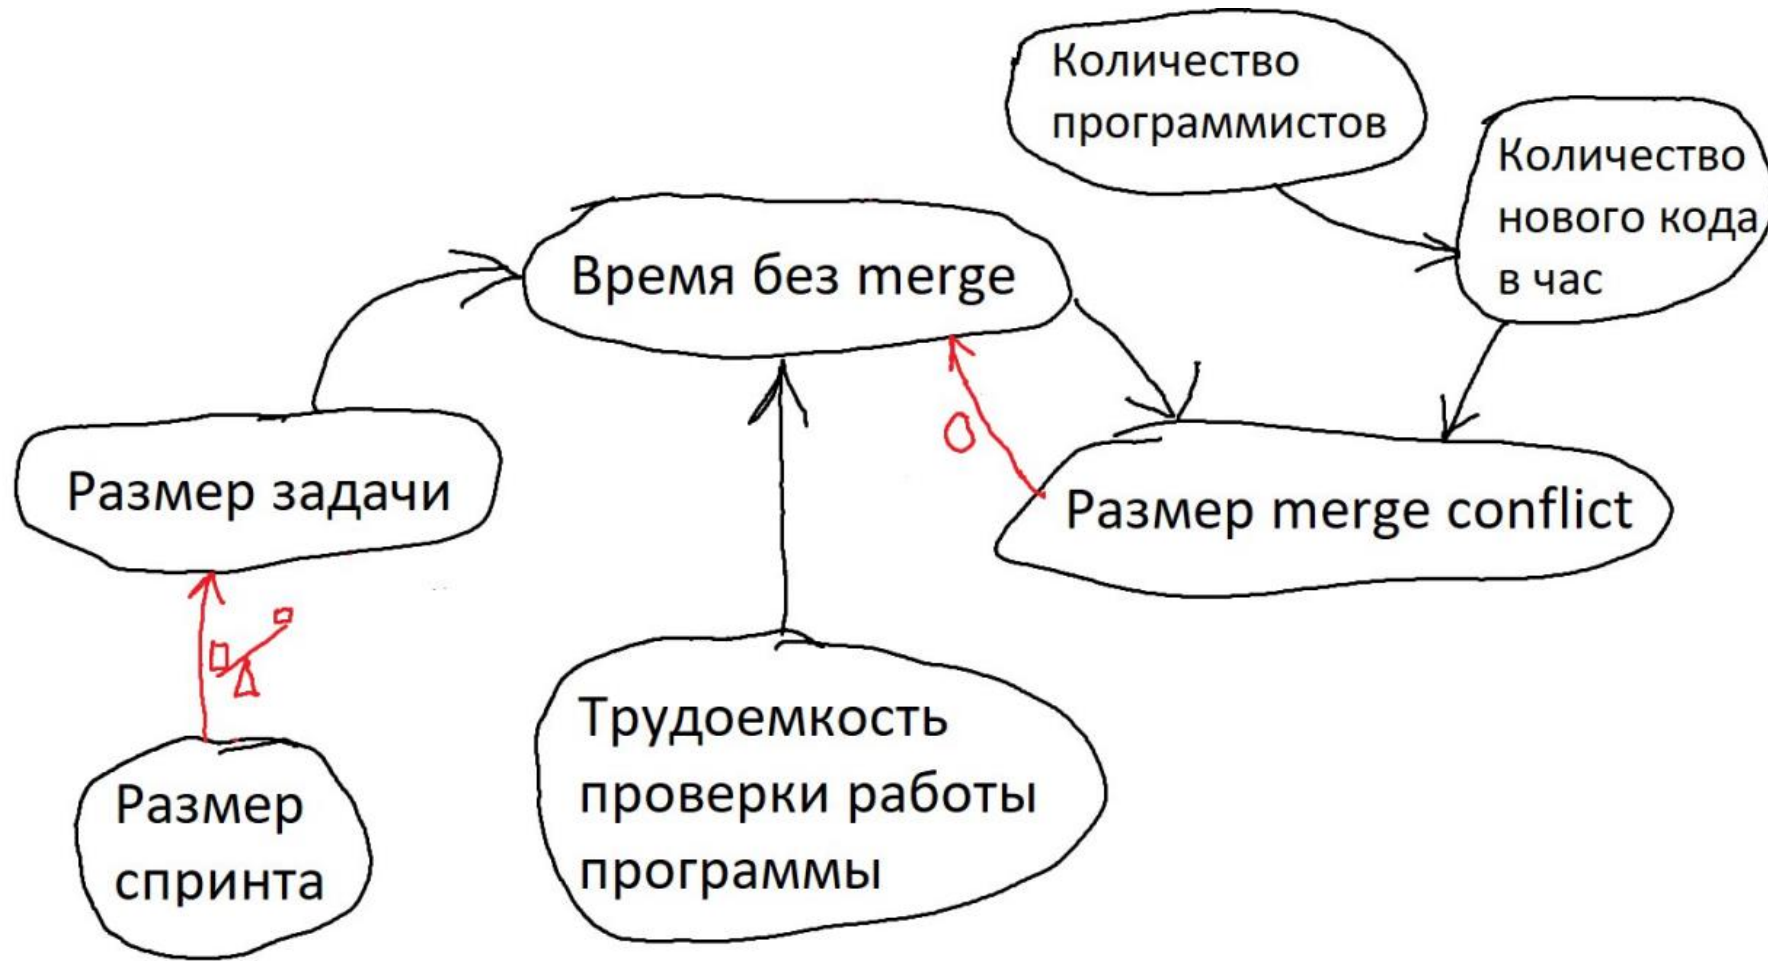 Количество
программистов
Количество
нового кода
в час
Время без merge
Размер задачи
Размер merge conflict
Размер
спринта
Трудоемкость
проверки работы
программы